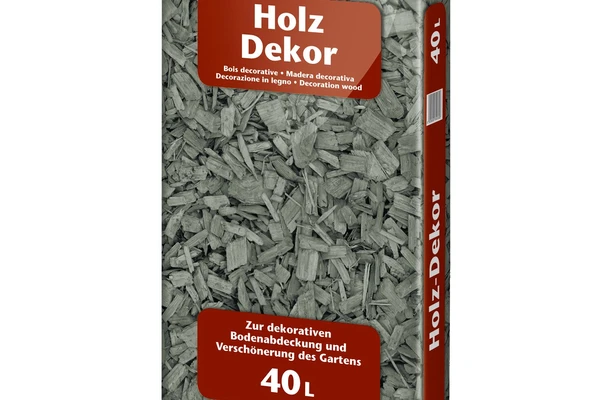 Holz
Dekor
Bois decorative • Madera decorativa
Decorazione in legno • Decoration wood
Zur dekorativen
Bodenabdeckung und
Verschönerung des Gartens
40 L
40 L
Holz-Dekor